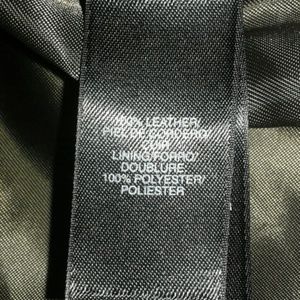 100% LEATHER/
PIEL DE CORDERO/
CUIR
LINING/FORRO/
DOUBLURE:
100% POLYESTER/
POLIESTER